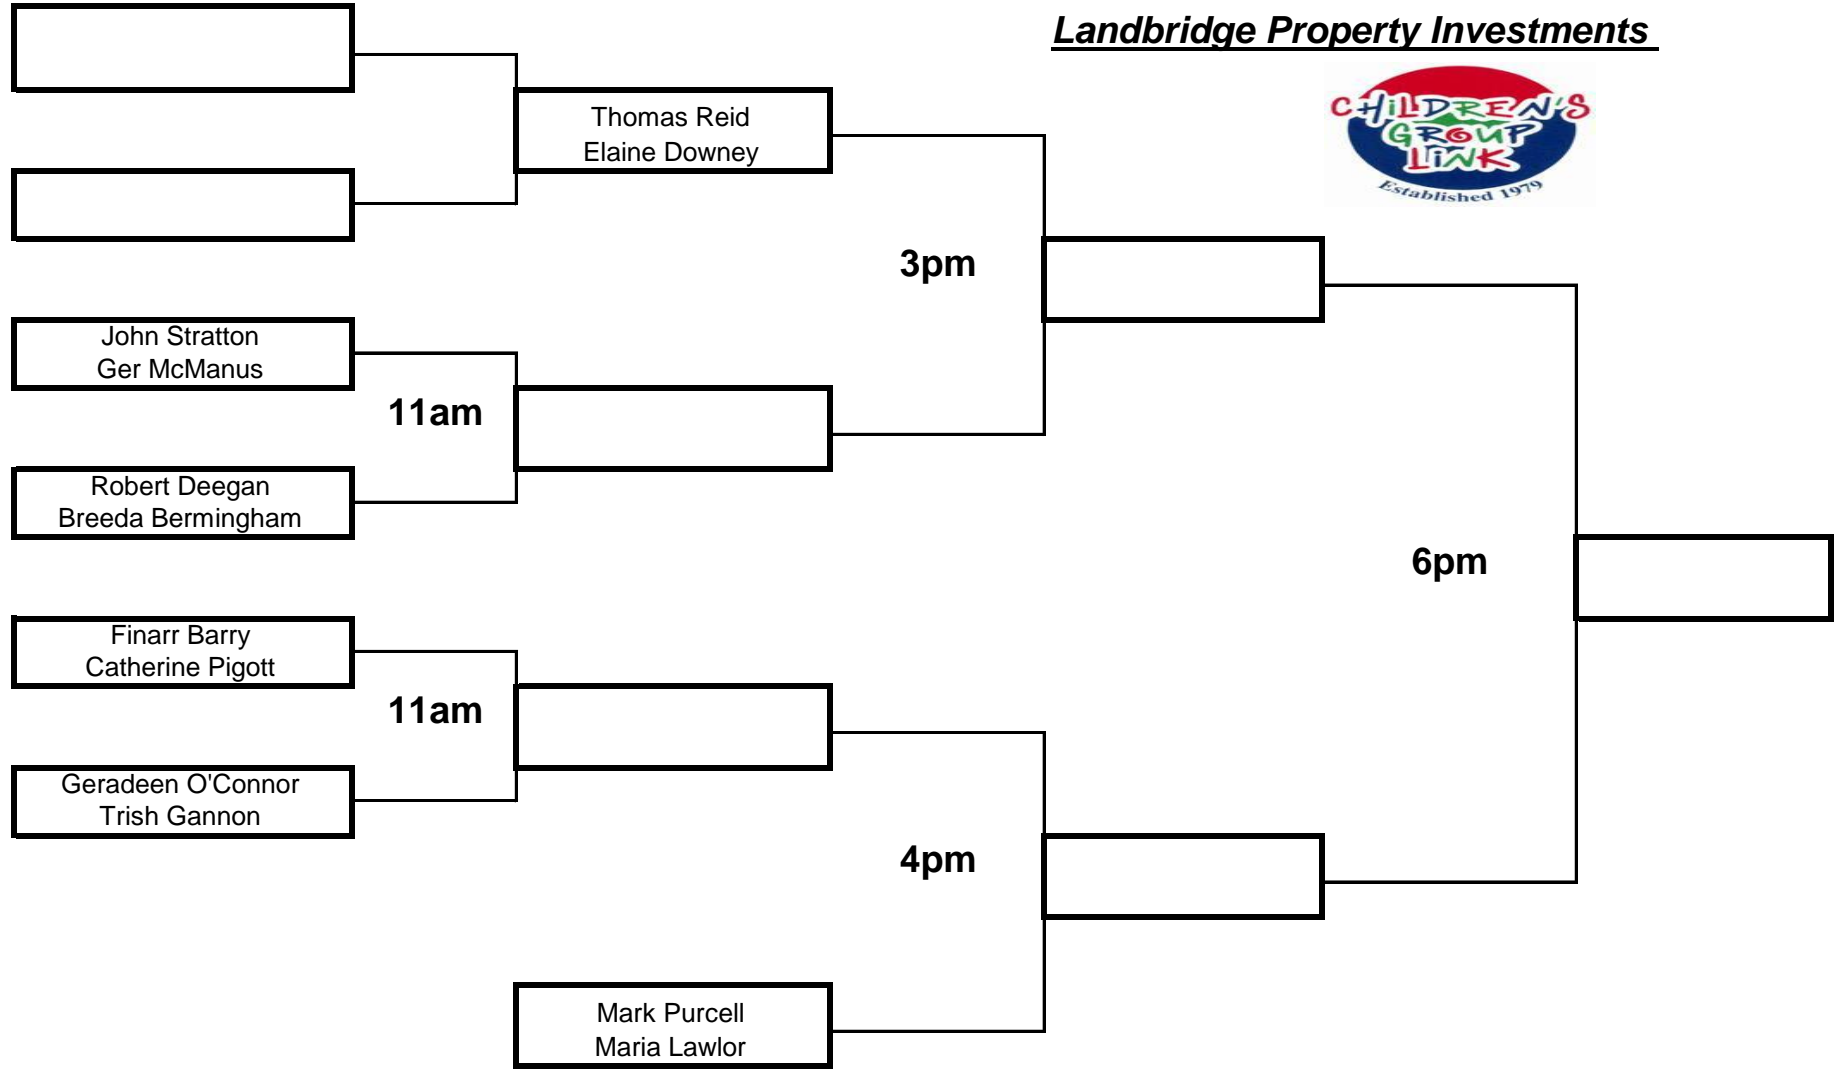 Landbridge Property Investments
CHiLDREN'S
GROUP
LiNK
Established 1979
Thomas Reid
Elaine Downey
3pm
John Stratton
Ger McManus
11am
Robert Deegan
Breeda Bermingham
6pm
Finarr Barry
Catherine Pigott
11am
Geradeen O'Connor
Trish Gannon
4pm
Mark Purcell
Maria Lawlor